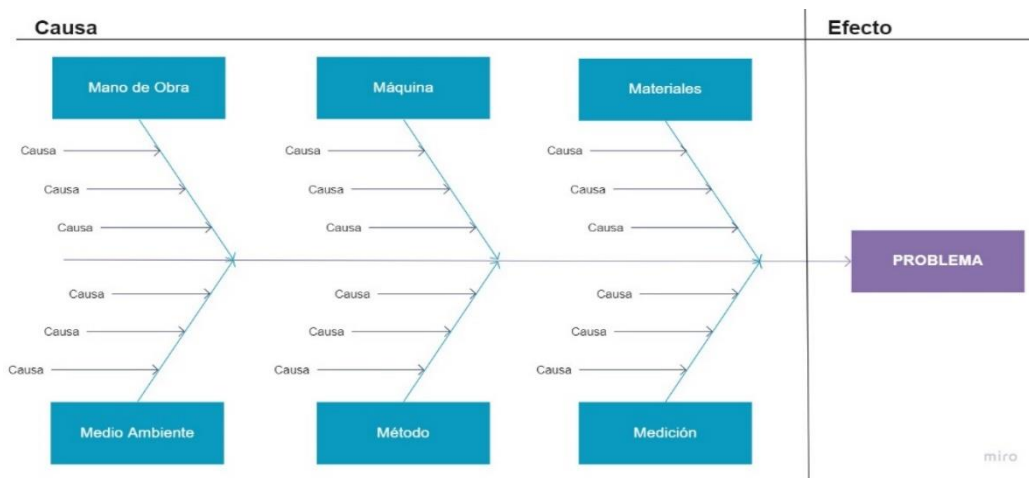 Causa
Efecto
Mano de Obra
Máquina
Materiales
Causa
Causa
Causa
Causa
Causa
Causa
Causa
Causa
Causa
PROBLEMA
Causa
Causa
Causa
Causa
Causa
Causa
Causa
Causa
Causa
Medio Ambiente
Método
Medición
miro